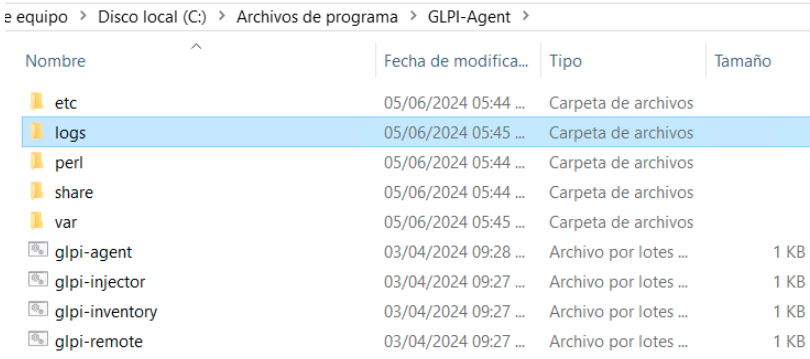 e equipo > Disco local (C:) > Archivos de programa > GLPI-Agent >
Nombre Fecha de modifica... Tipo Tamaño
etc 05/06/2024 05:44 ... Carpeta de archivos
logs 05/06/2024 05:45 ... Carpeta de archivos
perl 05/06/2024 05:44 ... Carpeta de archivos
share 05/06/2024 05:44 ... Carpeta de archivos
var 05/06/2024 05:45 ... Carpeta de archivos
glpi-agent 03/04/2024 09:28 ... Archivo por lotes ... 1 KB
glpi-injector 03/04/2024 09:27 ... Archivo por lotes ... 1 KB
glpi-inventory 03/04/2024 09:27 ... Archivo por lotes ... 1 KB
glpi-remote 03/04/2024 09:27 ... Archivo por lotes ... 1 KB